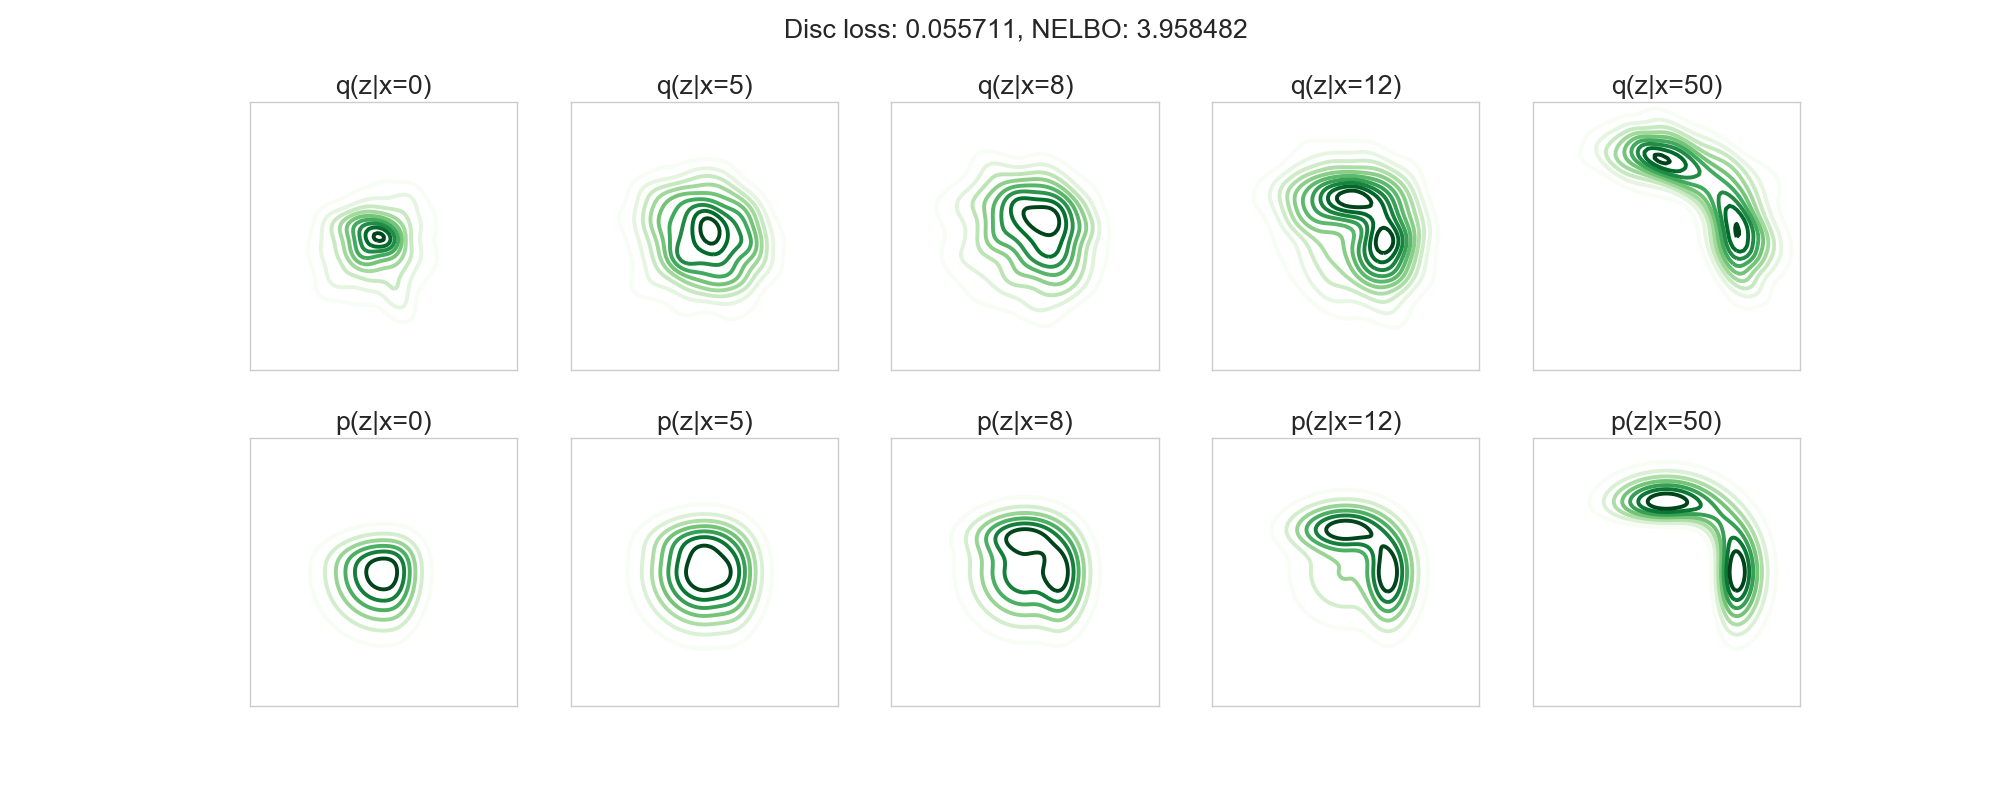 Disc loss: 0.055711, NELBO: 3.958482
q(z|x=0) q(z|x=5) q(z|x=8) q(z|x=12) q(z|x=50)
p(z|x=0) p(z|x=5) p(z|x=8) p(z|x=12) p(z|x=50)